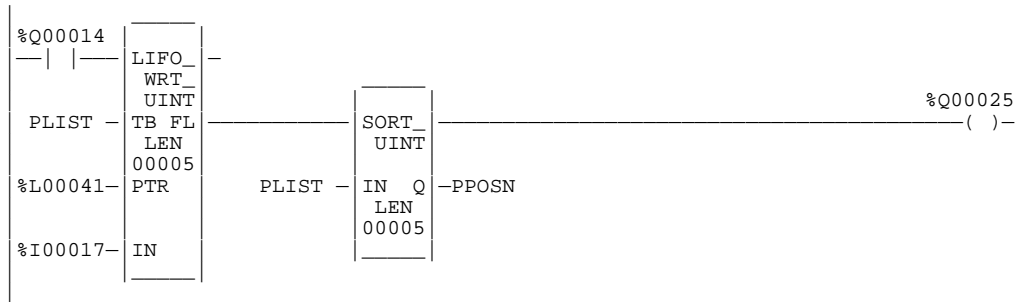 %Q00014
LIFO_
WRT_
UINT
%Q00025
PLIST TB FL SORT_
LEN UINT
00005
%L00041 PTR PLIST IN Q PPOSN
LEN
00005
%I00017 IN